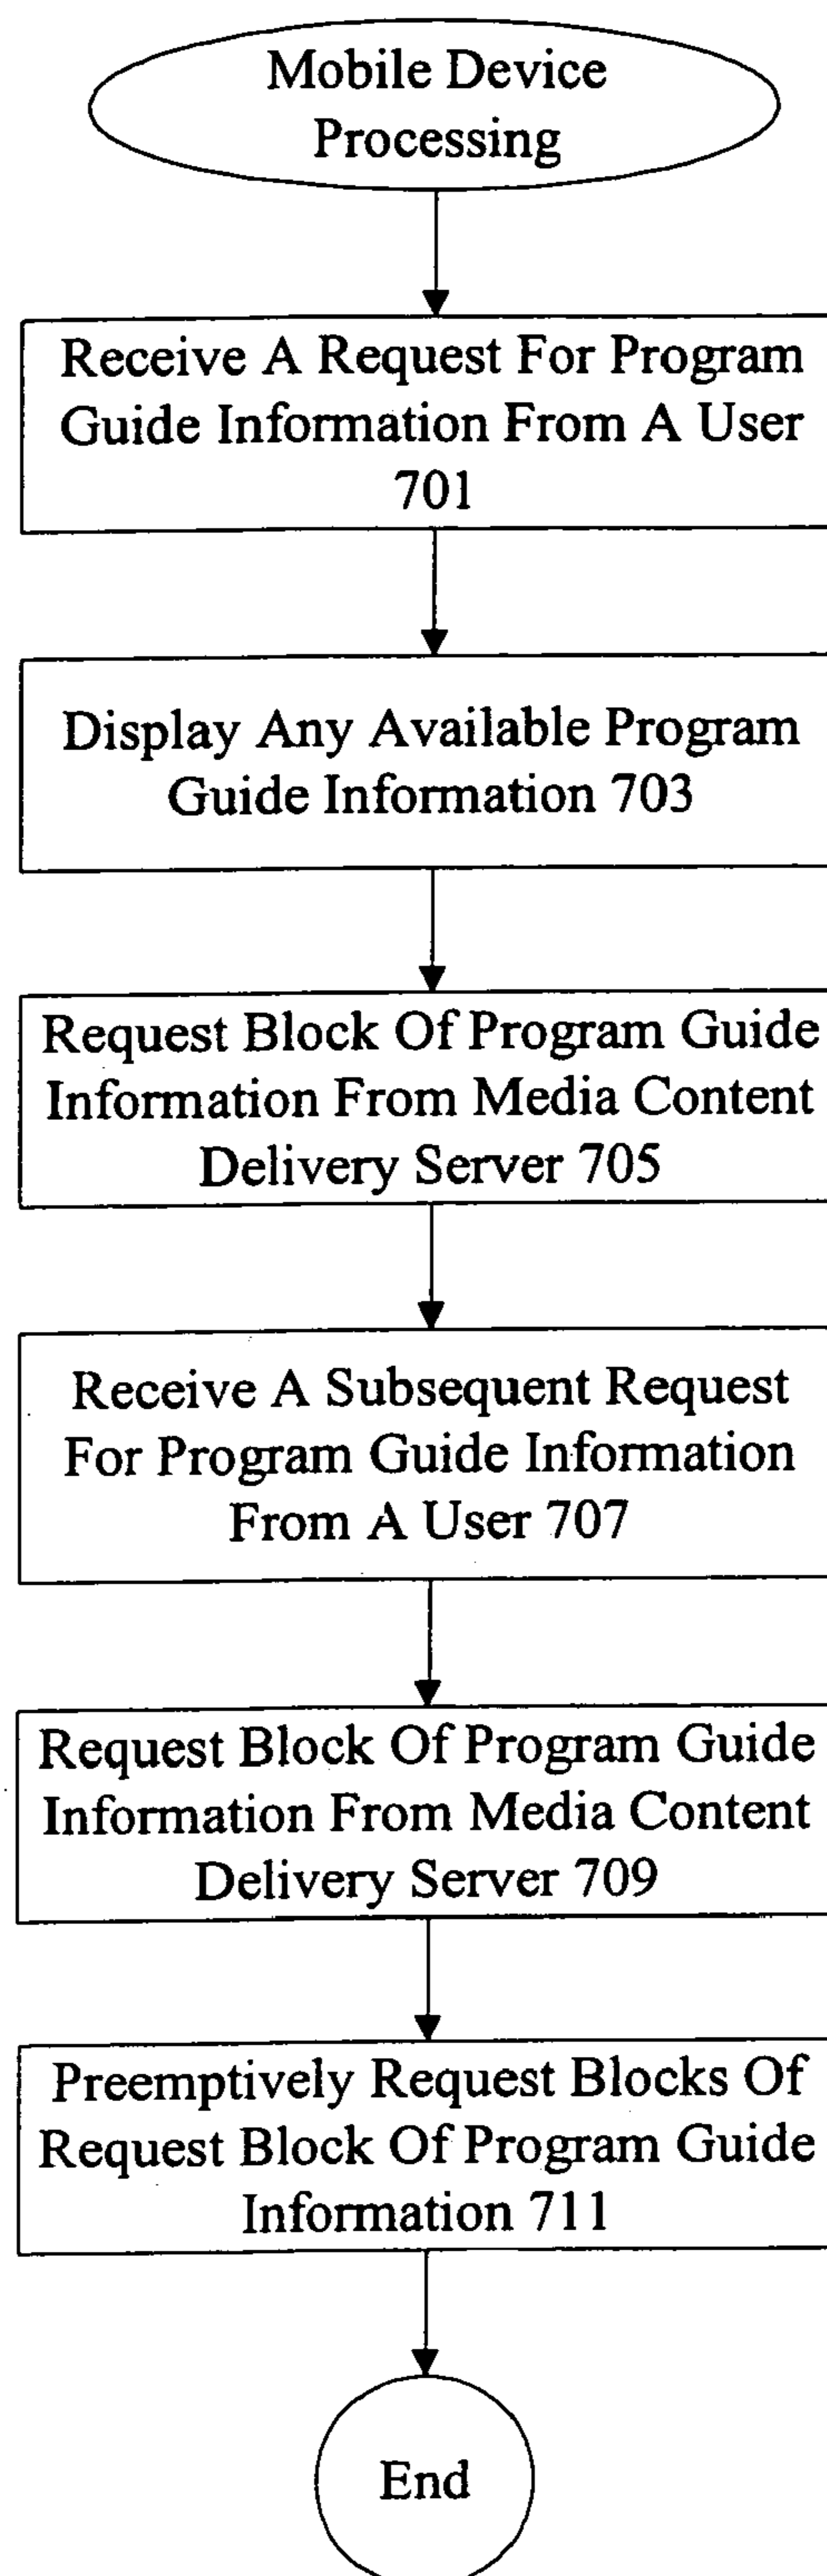 Mobile Device
Processing
Receive A Request For Program
Guide Information From A User
701
Display Any Available Program
Guide Information 703
Request Block Of Program Guide
Information From Media Content
Delivery Server 705
Receive A Subsequent Request
For Program Guide Information
From A User 707
Request Block Of Program Guide
Information From Media Content
Delivery Server 709
Preemptively Request Blocks Of
Request Block Of Program Guide
Information 711
End